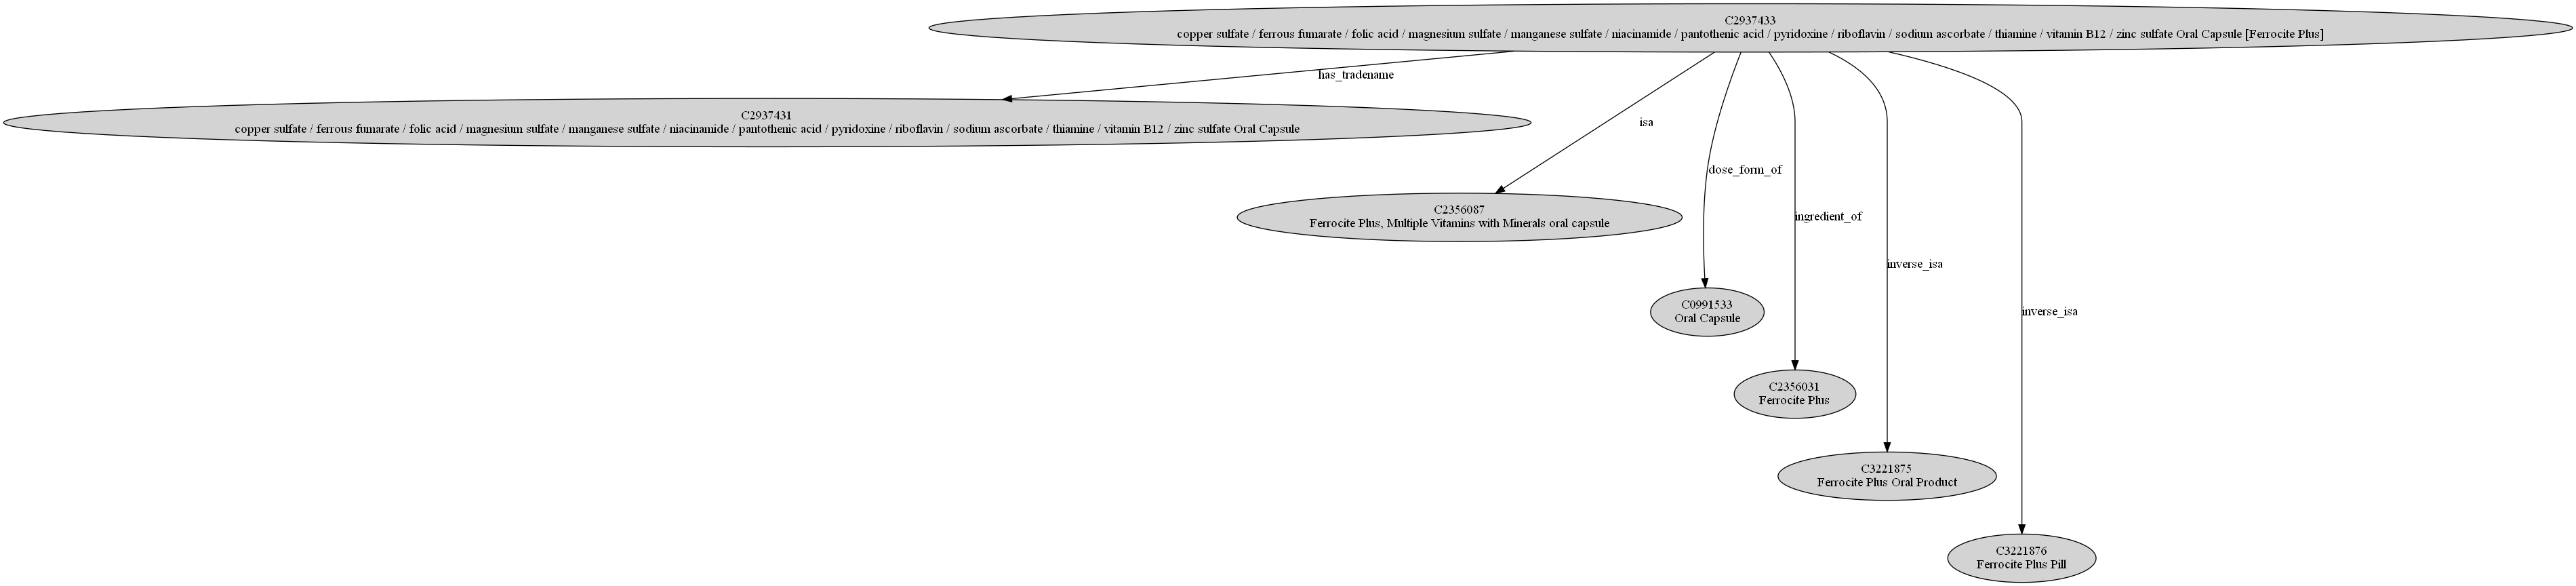 C2937433
copper sulfate / ferrous fumarate / folic acid / magnesium sulfate / manganese sulfate / niacinamide / pantothenic acid / pyridoxine / riboflavin / sodium ascorbate / thiamine / vitamin B12 / zinc sulfate Oral Capsule [Ferrocite Plus]
has_tradename
C2937431
copper sulfate / ferrous fumarate / folic acid / magnesium sulfate / manganese sulfate / niacinamide / pantothenic acid / pyridoxine / riboflavin / sodium ascorbate / thiamine / vitamin B12 / zinc sulfate Oral Capsule
isa
dose_form_of
C2356087
Ferrocite Plus, Multiple Vitamins with Minerals oral capsule
ingredient_of
inverse_isa
C0991533
Oral Capsule
inverse_isa
C2356031
Ferrocite Plus
C3221875
Ferrocite Plus Oral Product
C3221876
Ferrocite Plus Pill